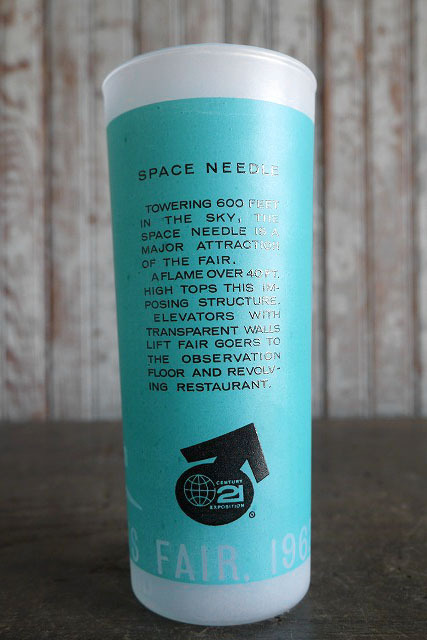 SPACE NEEDLE
TOWERING 600 FEET
IN THE SKY, THE
SPACE NEEDLE IS A
MAJOR ATTRACTION
OF THE FAIR.
A FLAME OVER 40 FT.
HIGH TOPS THIS IM-
POSING STRUCTURE.
ELEVATORS WITH
TRANSPARENT WALLS
LIFT FAIR GOERS TO
THE OBSERVATION
FLOOR AND REVOLV-
ING RESTAURANT.
CENTURY
21
EXPOSITION
®
S FAIR. 196